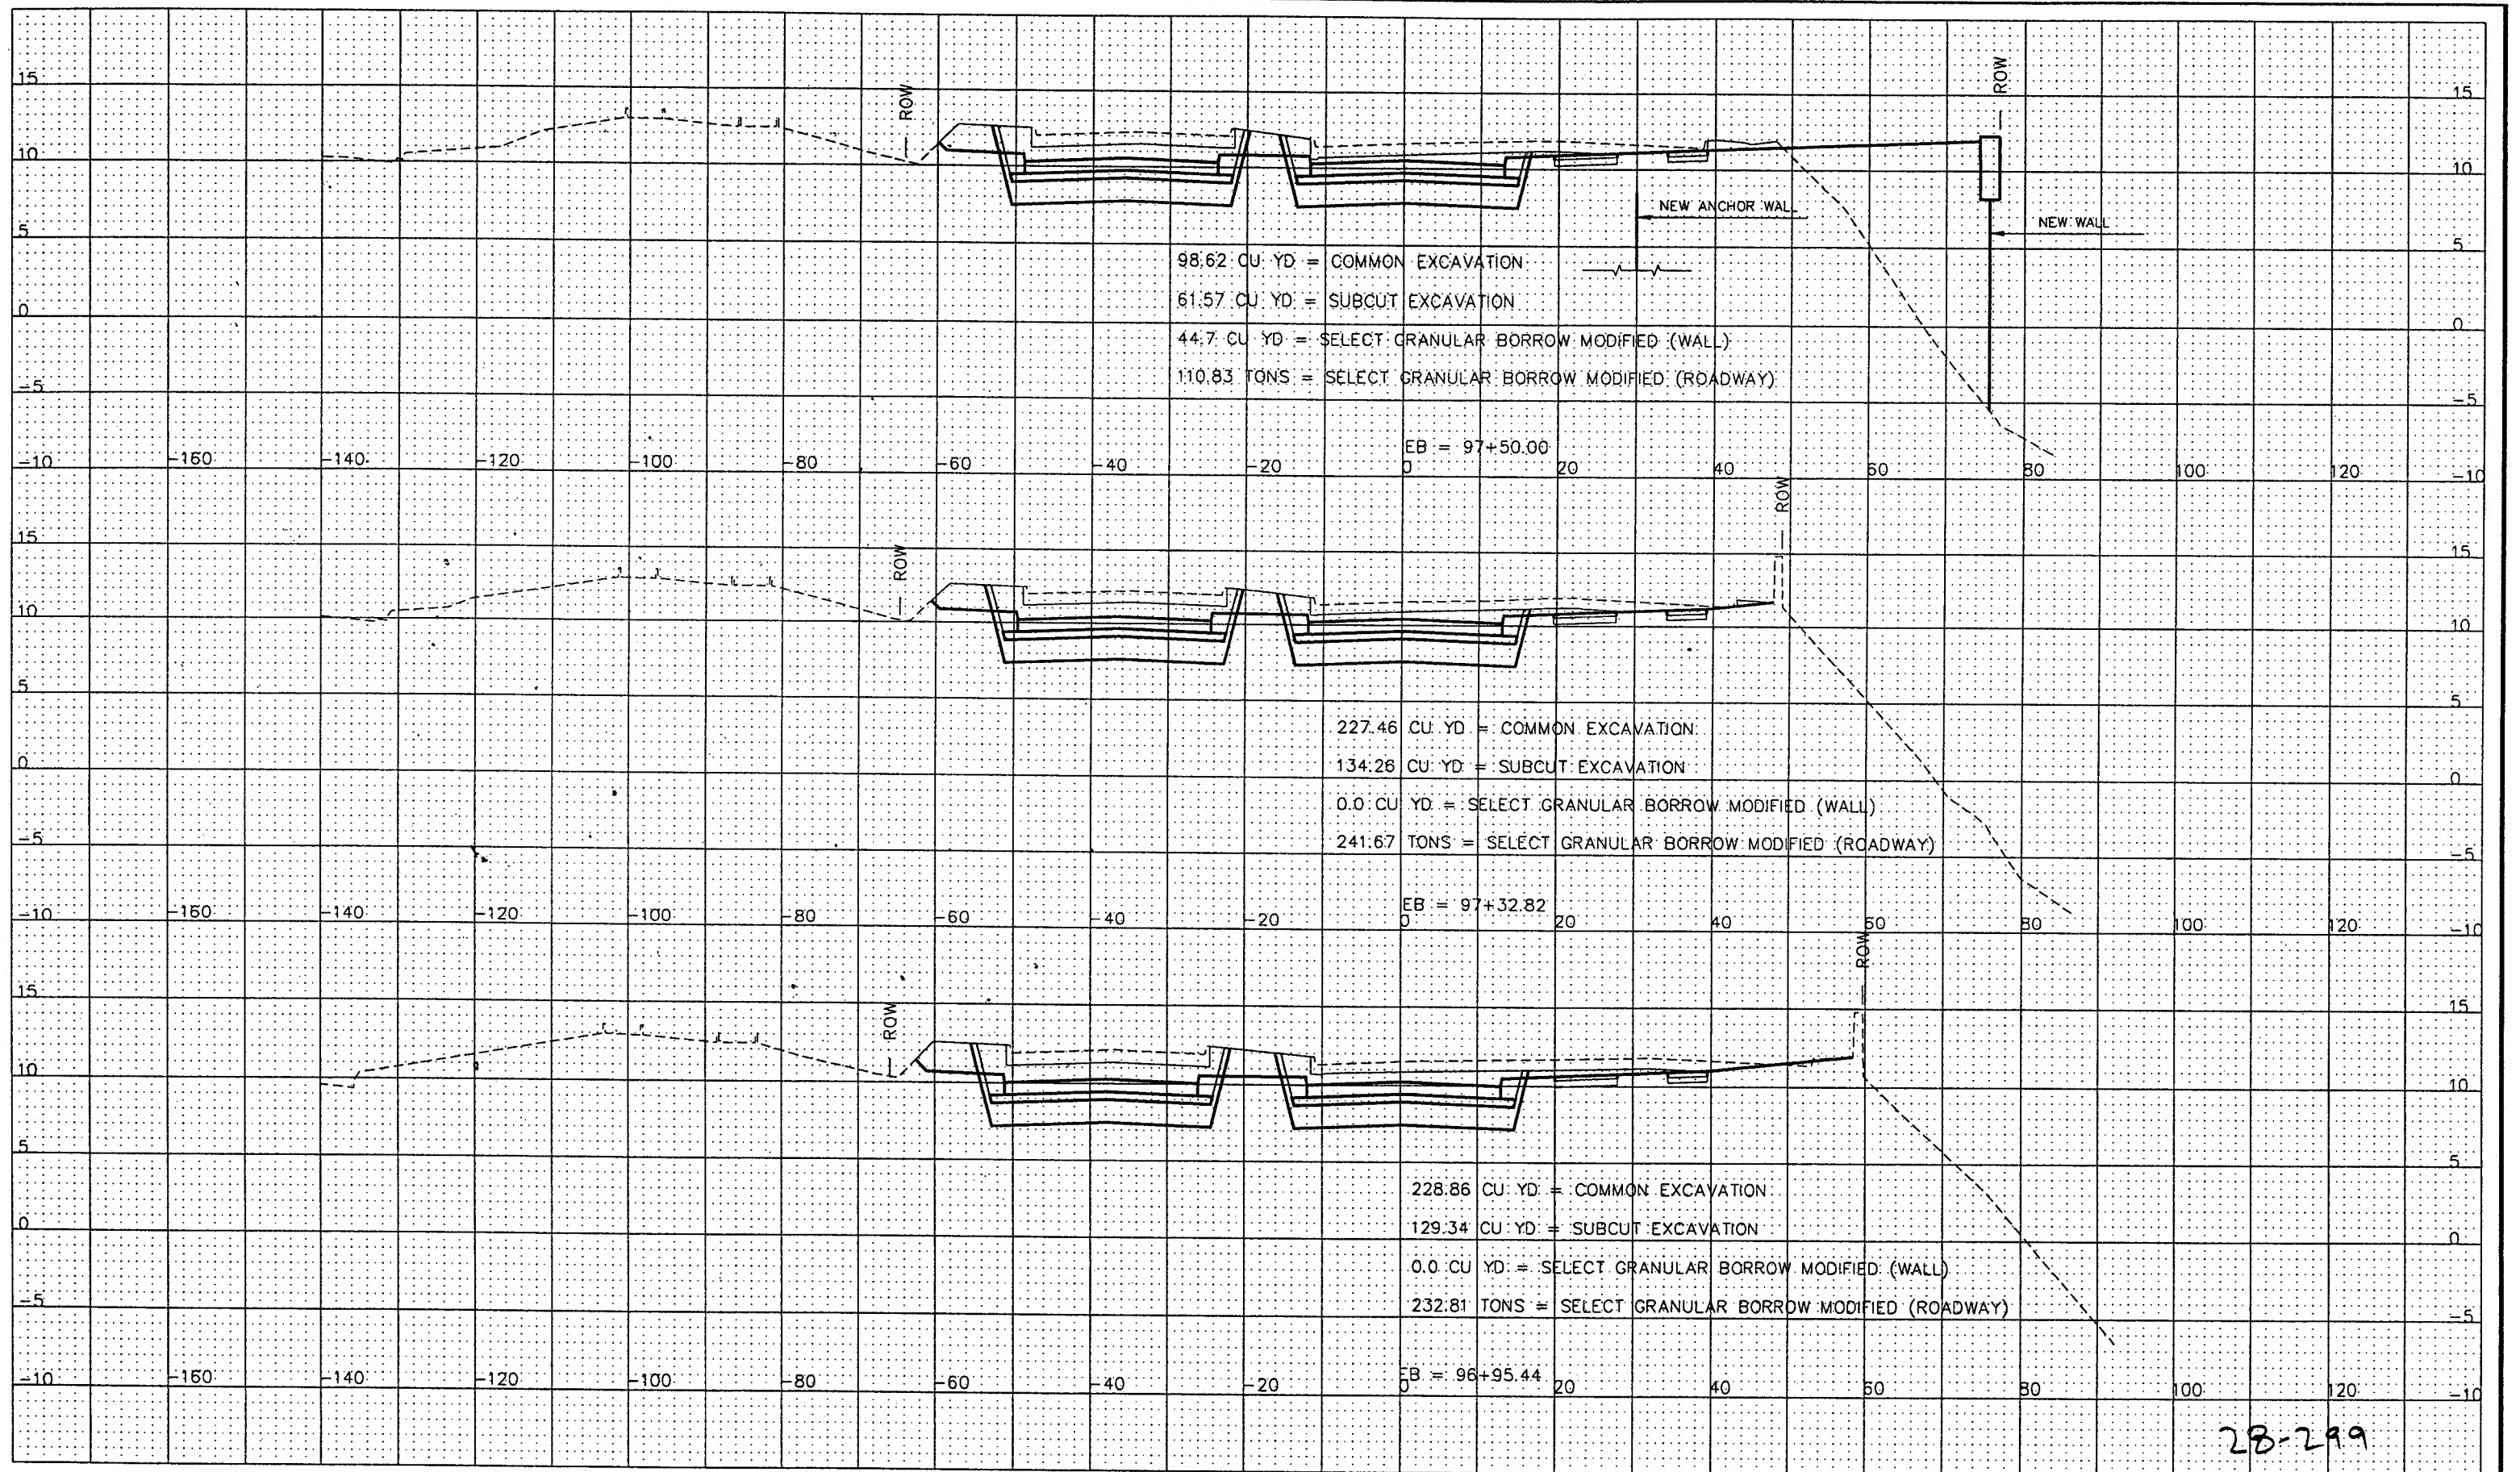 15 15
ROW ROW
10 10
NEW ANCHOR WALL
NEW WALL
5 5
98.62 CU YD = COMMON EXCAVATION
61.57 CU YD = SUBCUT EXCAVATION
0 0
44.7 CU YD = SELECT GRANULAR BORROW MODIFIED (WALL)
110.83 TONS = SELECT GRANULAR BORROW MODIFIED (ROADWAY)
-5 -5
EB = 97+50.00
-10 -160 -140 -120 -100 -80 -60 -40 -20 0 20 40 60 80 100 120 -10
ROW
15 15
ROW
10 10
5 5
227.46 CU YD = COMMON EXCAVATION
134.26 CU YD = SUBCUT EXCAVATION
0 0
0.0 CU YD = SELECT GRANULAR BORROW MODIFIED (WALL)
241.67 TONS = SELECT GRANULAR BORROW MODIFIED (ROADWAY)
-5 -5
EB = 97+32.82
-10 -160 -140 -120 -100 -80 -60 -40 -20 0 20 40 60 80 100 120 -10
ROW
15 15
ROW
10 10
5 5
228.86 CU YD = COMMON EXCAVATION
129.34 CU YD = SUBCUT EXCAVATION
0 0
0.0 CU YD = SELECT GRANULAR BORROW MODIFIED (WALL)
232.81 TONS = SELECT GRANULAR BORROW MODIFIED (ROADWAY)
-5 -5
EB = 96+95.44
-10 -160 -140 -120 -100 -80 -60 -40 -20 0 20 40 60 80 100 120 -10
28-299